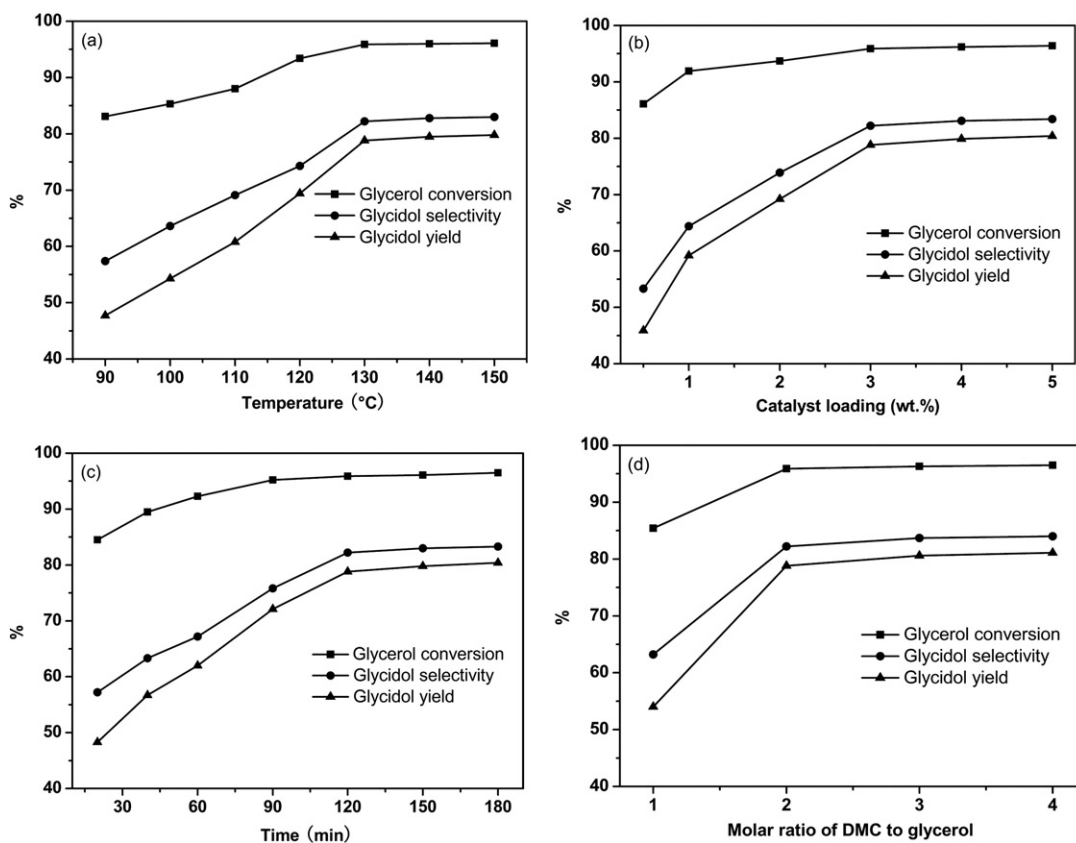 (a)
100
90
80
70
60
50
40
%
Glycerol conversion
Glycidol selectivity
Glycidol yield
90 100 110 120 130 140 150
Temperature (°C)
(b)
100
90
80
70
60
50
40
%
Glycerol conversion
Glycidol selectivity
Glycidol yield
1 2 3 4 5
Catalyst loading (wt.%)
(c)
100
90
80
70
60
50
40
%
Glycerol conversion
Glycidol selectivity
Glycidol yield
30 60 90 120 150 180
Time (min)
(d)
100
90
80
70
60
50
40
%
Glycerol conversion
Glycidol selectivity
Glycidol yield
1 2 3 4
Molar ratio of DMC to glycerol